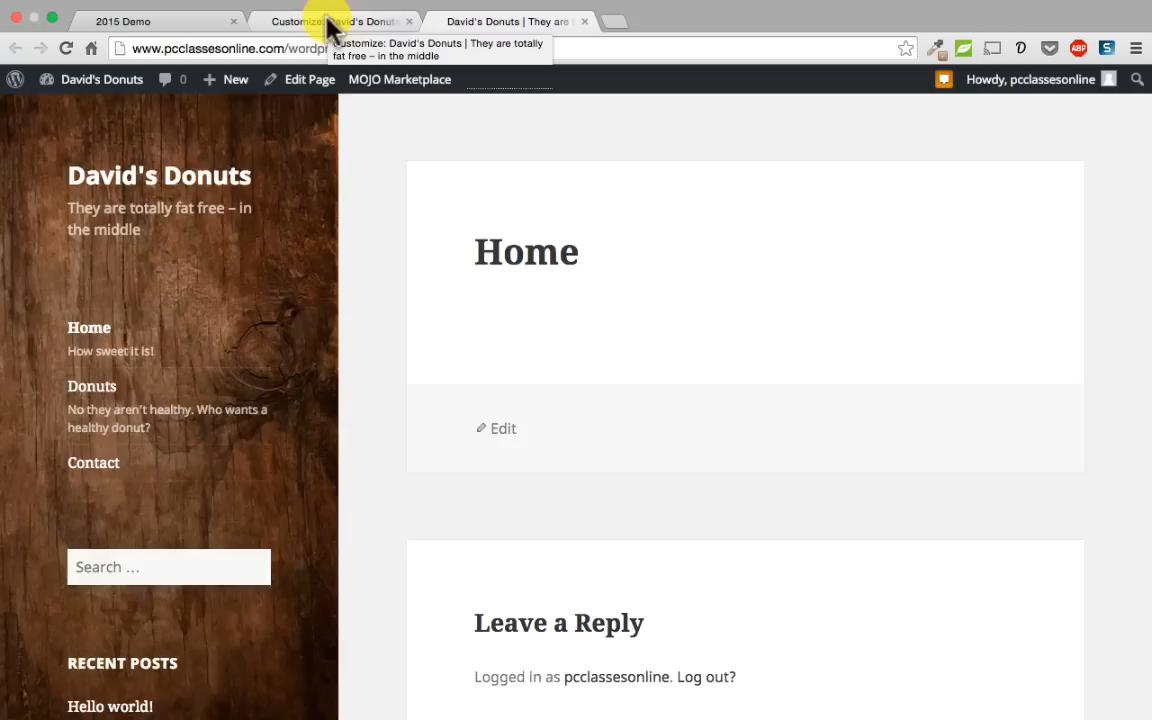 2015 Demo
Customize: David's Donuts
David's Donuts | They are
www.pcclassesonline.com/wordpr
Customize: David's Donuts | They are totally
fat free – in the middle
David's Donuts
0
New
Edit Page
MOJO Marketplace
Howdy, pcclassesonline
David's Donuts
They are totally fat free – in
the middle
Home
How sweet it is!
Donuts
No they aren't healthy. Who wants a
healthy donut?
Contact
Search …
RECENT POSTS
Hello world!
Home
Edit
Leave a Reply
Logged in as pcclassesonline. Log out?